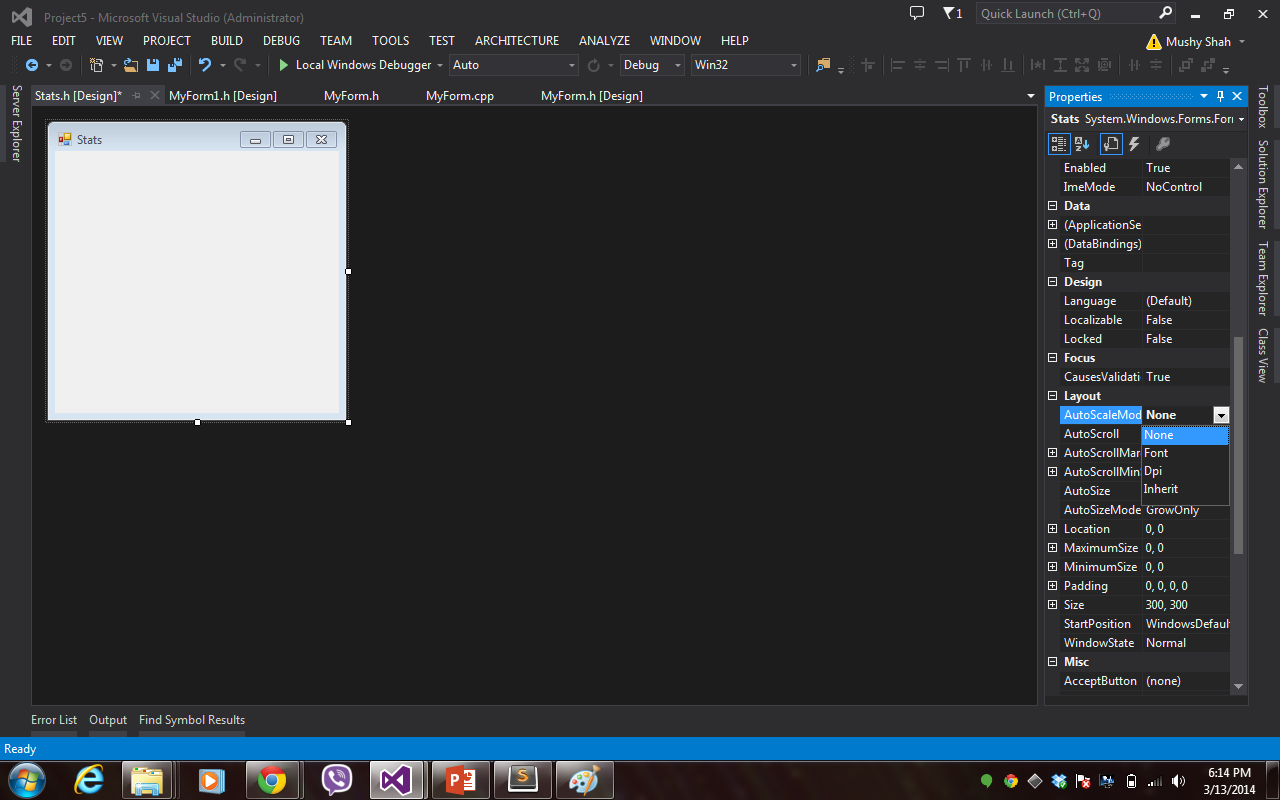 Project5 - Microsoft Visual Studio (Administrator)
1
Quick Launch (Ctrl+Q)
FILE EDIT VIEW PROJECT BUILD DEBUG TEAM TOOLS TEST ARCHITECTURE ANALYZE WINDOW HELP
Mushy Shah
Local Windows Debugger Auto Debug Win32
Server Explorer
Stats.h [Design]* MyForm1.h [Design] MyForm.h MyForm.cpp MyForm.h [Design]
Stats
Properties
Stats System.Windows.Forms.Forr
Enabled True
ImeMode NoControl
Data
(ApplicationSe
(DataBindings)
Tag
Design
Language (Default)
Localizable False
Locked False
Focus
CausesValidati True
Layout
AutoScaleMod None
AutoScroll None
AutoScrollMar Font
AutoScrollMin Dpi
AutoSize Inherit
AutoSizeMode GrowOnly
Location 0, 0
MaximumSize 0, 0
MinimumSize 0, 0
Padding 0, 0, 0, 0
Size 300, 300
StartPosition WindowsDefaul
WindowState Normal
Misc
AcceptButton (none)
Toolbox
Solution Explorer
Team Explorer
Class View
Error List Output Find Symbol Results
Ready
6:14 PM
3/13/2014